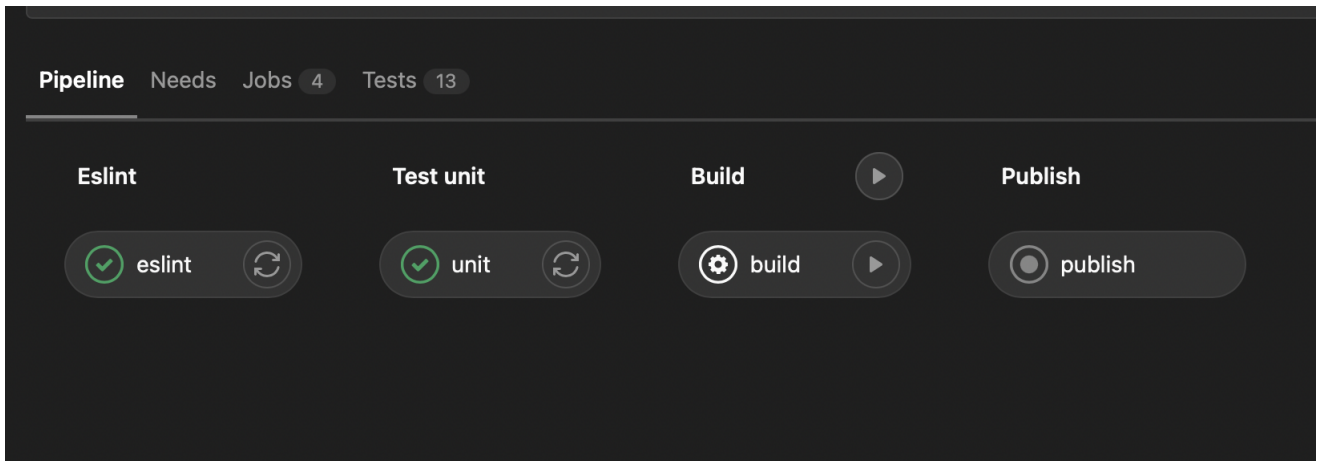 Pipeline Needs Jobs 4 Tests 13
Eslint Test unit Build Publish
eslint unit build publish